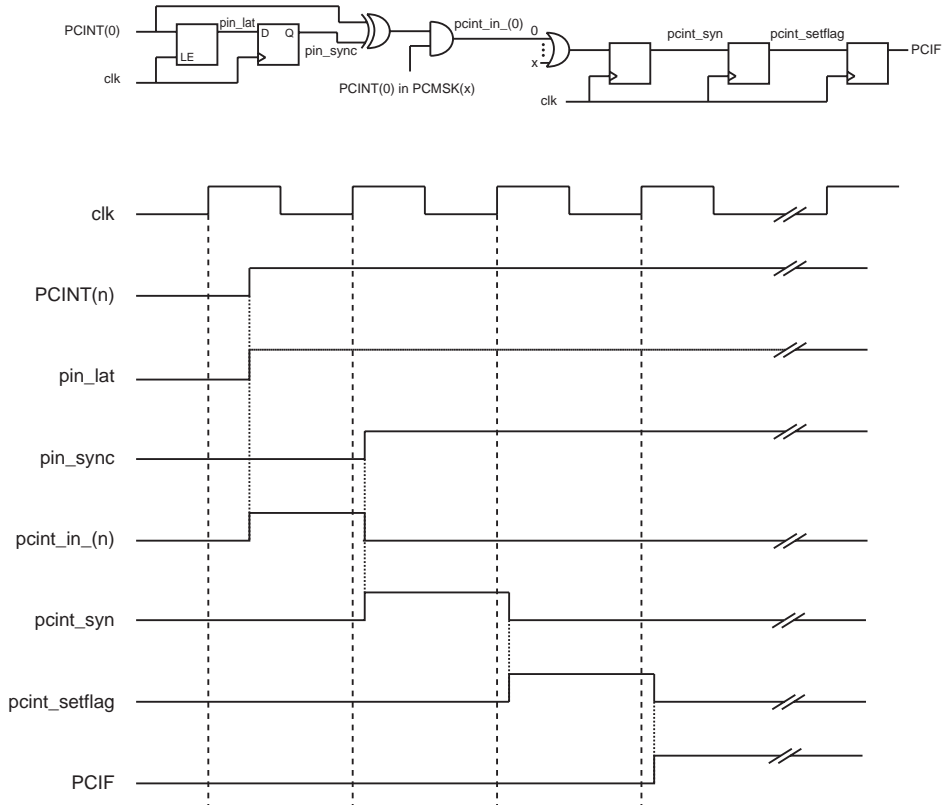 PCINT(0)
pin_lat
D
Q
LE
clk
pin_sync
pcint_in_(0)
0
x
PCINT(0) in PCMSK(x)
pcint_syn
pcint_setflag
PCIF
clk
clk
PCINT(n)
pin_lat
pin_sync
pcint_in_(n)
pcint_syn
pcint_setflag
PCIF